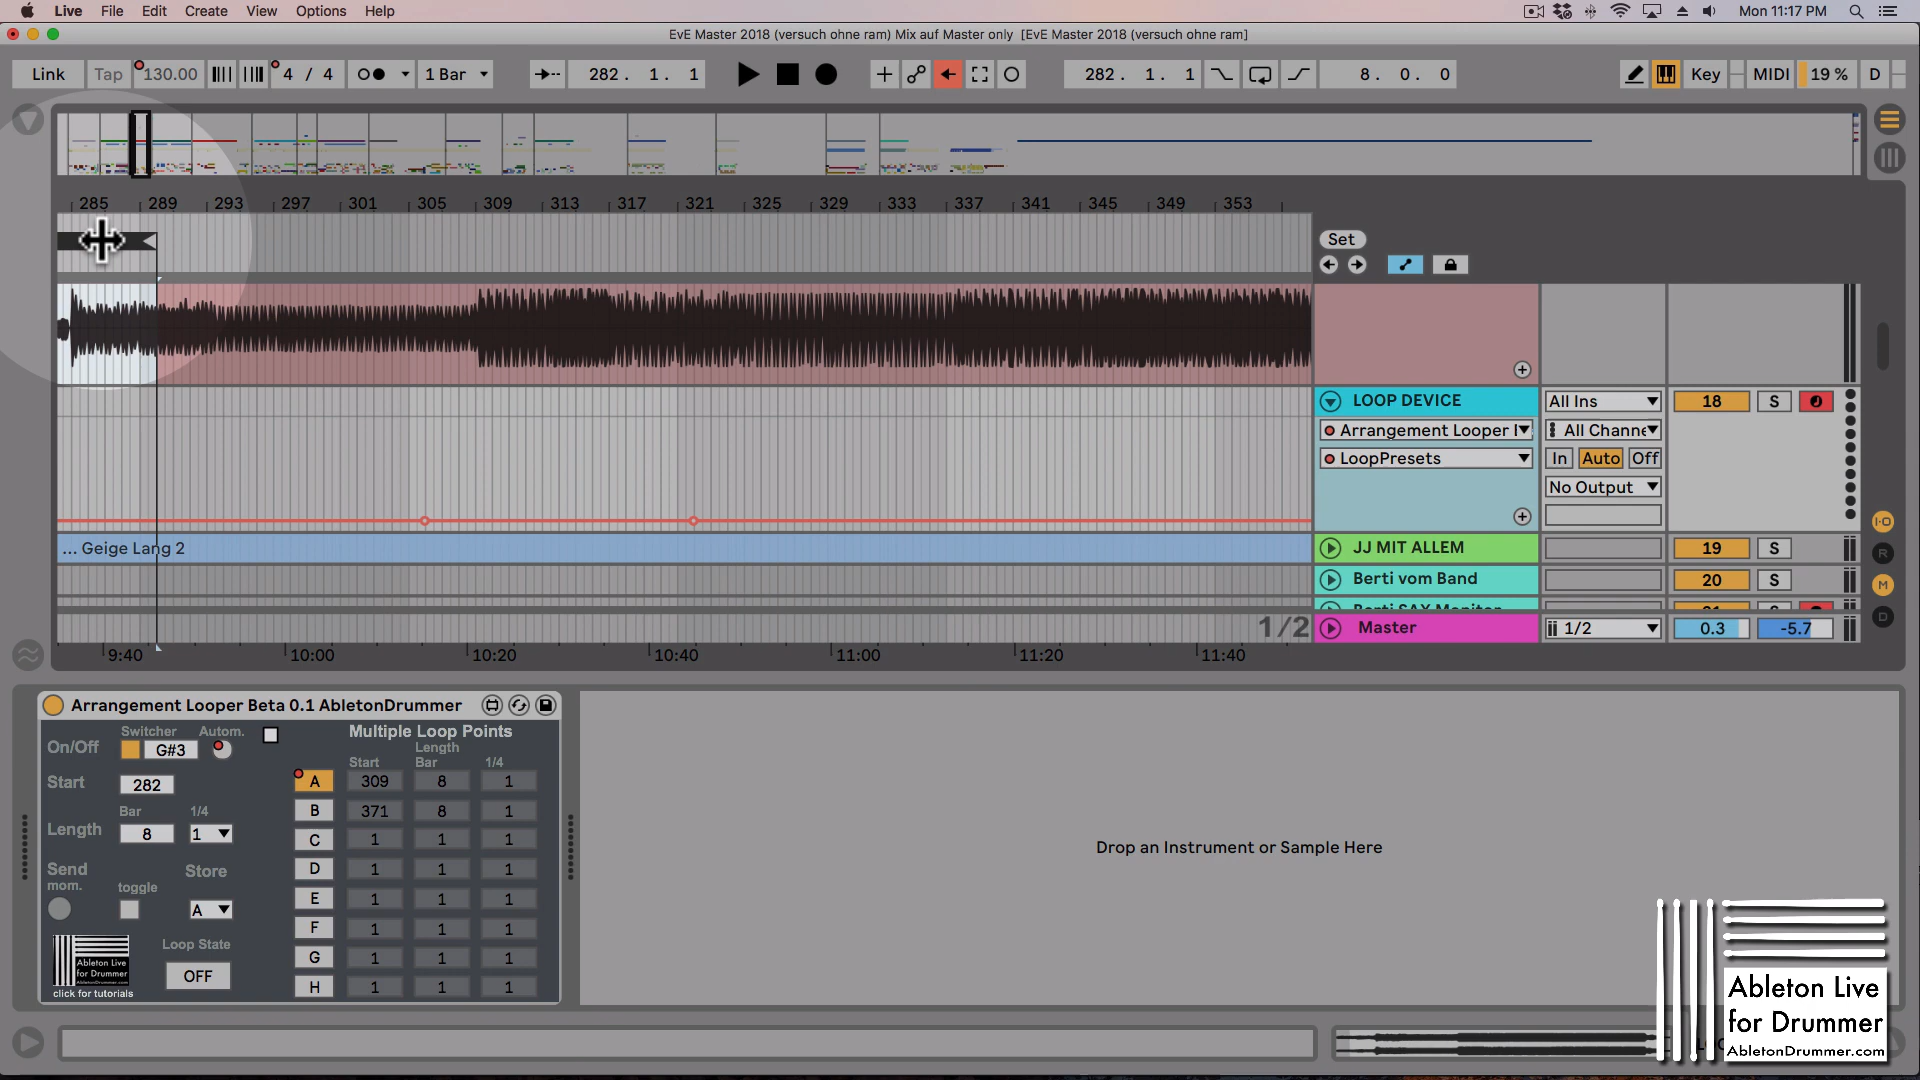 Live File Edit Create View Options Help
Mon 11:17 PM
EvE Master 2018 (versuch ohne ram) Mix auf Master only [EvE Master 2018 (versuch ohne ram)]
Link Tap 130.00 4 / 4 1 Bar 282. 1. 1 282. 1. 1 8. 0. 0 Key MIDI 19 % D
285 289 293 297 301 305 309 313 317 321 325 329 333 337 341 345 349 353
Set
LOOP DEVICE All Ins 18 S
Arrangement Looper All Channe
LoopPresets In Auto Off
No Output
... Geige Lang 2 JJ MIT ALLEM 19 S
Berti vom Band 20 S
Berti SAX Monitor
1/2 Master 1/2 0.3 -5.7
9:40 10:00 10:20 10:40 11:00 11:20 11:40
I-O
R
M
D
Arrangement Looper Beta 0.1 AbletonDrummer
Switcher Autom. Multiple Loop Points
On/Off G#3
Length
Start Bar 1/4
Start 282
A 309 8 1
B 371 8 1
Bar 1/4
Length 8 1
C 1 1 1
D 1 1 1
E 1 1 1
F 1 1 1
G 1 1 1
H 1 1 1
Send Store
mom. toggle
A
Loop State
OFF
Ableton Live
for Drummer
AbletonDrummer.com
click for tutorials
Drop an Instrument or Sample Here
Ableton Live
for Drummer
AbletonDrummer.com